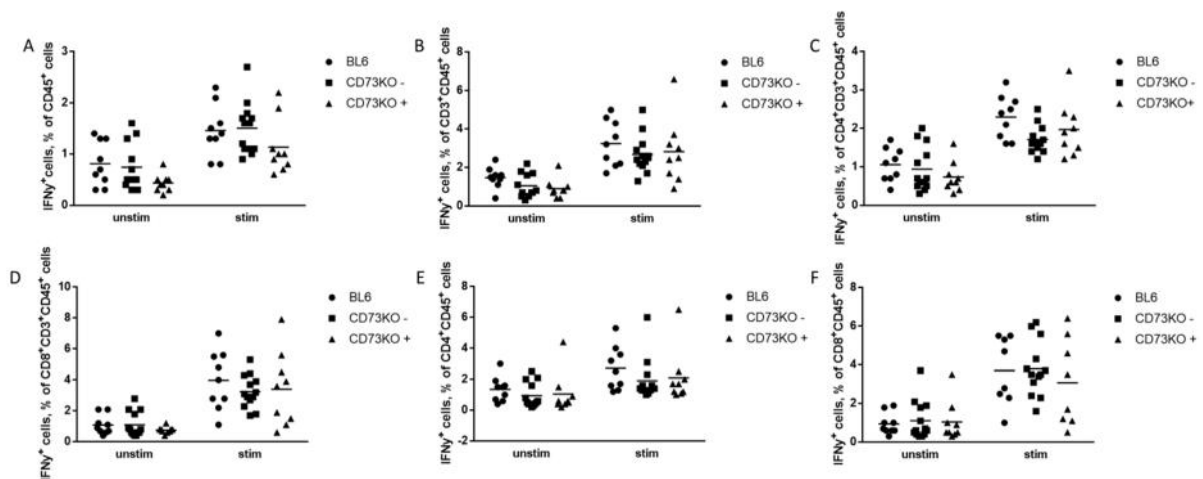 A
IFNγ⁺ cells, % of CD45⁺ cells
3
2
1
0
unstim
stim
BL6
CD73KO -
CD73KO +
B
IFNγ⁺ cells, % of CD3⁺CD45⁺ cells
8
6
4
2
0
unstim
stim
BL6
CD73KO -
CD73KO +
C
IFNγ⁺ cells, % of CD4⁺CD3⁺CD45⁺ cells
4
3
2
1
0
unstim
stim
BL6
CD73KO -
CD73KO+
D
IFNγ⁺ cells, % of CD8⁺CD3⁺CD45⁺ cells
10
8
6
4
2
0
unstim
stim
BL6
CD73KO -
CD73KO +
E
IFNγ⁺ cells, % of CD4⁺CD45⁺ cells
8
6
4
2
0
-2
unstim
stim
BL6
CD73KO -
CD73KO +
F
IFNγ⁺ cells, % of CD8⁺CD45⁺ cells
8
6
4
2
0
unstim
stim
BL6
CD73KO -
CD73KO +